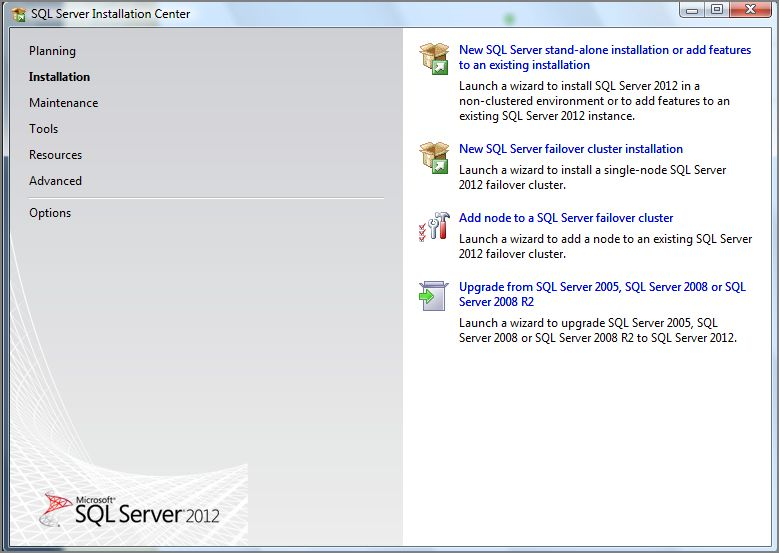 SQL Server Installation Center
Planning
Installation
Maintenance
Tools
Resources
Advanced
Options
New SQL Server stand-alone installation or add features
to an existing installation
Launch a wizard to install SQL Server 2012 in a
non-clustered environment or to add features to an
existing SQL Server 2012 instance.
New SQL Server failover cluster installation
Launch a wizard to install a single-node SQL Server
2012 failover cluster.
Add node to a SQL Server failover cluster
Launch a wizard to add a node to an existing SQL Server
2012 failover cluster.
Upgrade from SQL Server 2005, SQL Server 2008 or SQL
Server 2008 R2
Launch a wizard to upgrade SQL Server 2005, SQL
Server 2008 or SQL Server 2008 R2 to SQL Server 2012.
Microsoft®
SQL Server® 2012